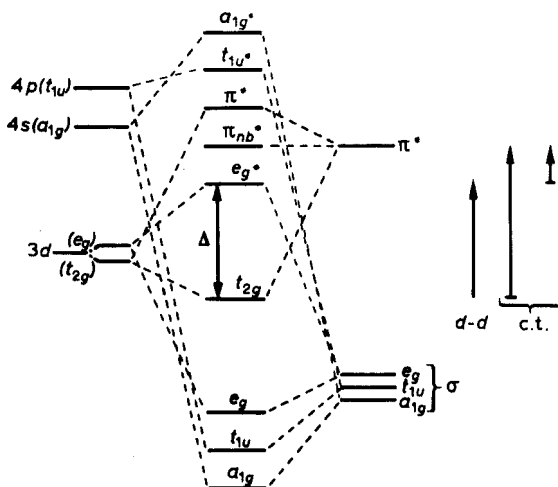 a₁g*
t₁u*
4p(t₁u)
π*
4s(a₁g)
πnb*
π*
eg*
Δ
(eg)
3d
(t₂g)
t₂g
d-d
c.t.
eg
t₁u
a₁g
σ
eg
t₁u
a₁g